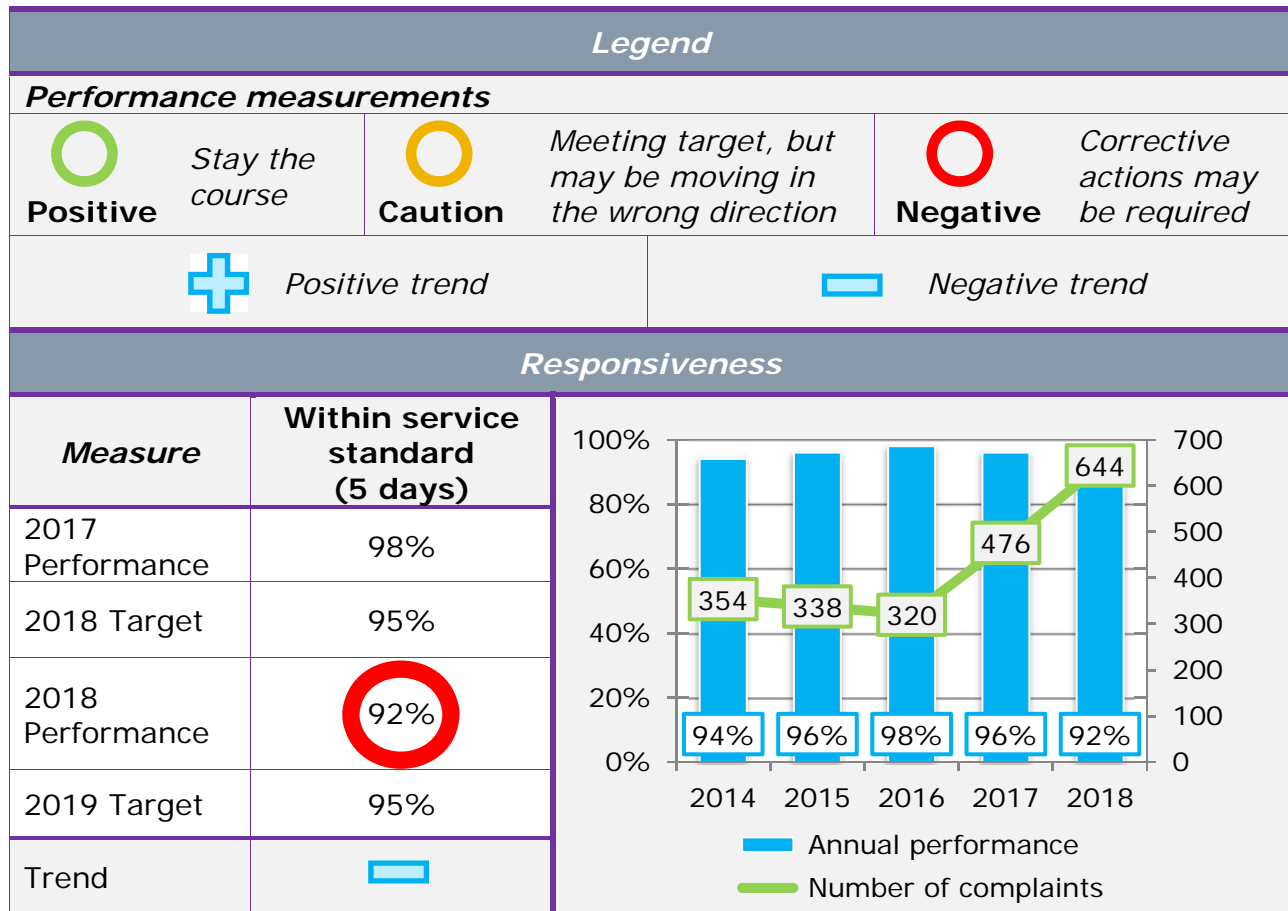 Legend
Performance measurements
Positive
Stay the
course
Caution
Meeting target, but
may be moving in
the wrong direction
Negative
Corrective
actions may
be required
Positive trend
Negative trend
Responsiveness
Measure
Within service
standard
(5 days)
2017
Performance
98%
2018 Target
95%
2018
Performance
92%
2019 Target
95%
Trend
100%
80%
60%
40%
20%
0%
354
338
320
476
644
94%
96%
98%
96%
92%
700
600
500
400
300
200
100
0
2014
2015
2016
2017
2018
Annual performance
Number of complaints